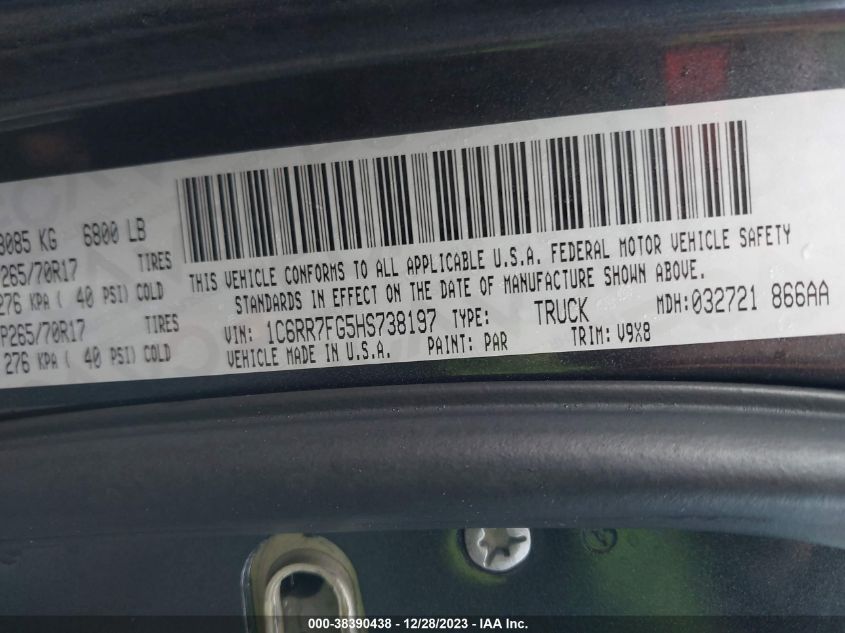 3085 KG 6800 LB
P265/70R17 TIRES
276 KPA ( 40 PSI) COLD
P265/70R17 TIRES
276 KPA ( 40 PSI) COLD
THIS VEHICLE CONFORMS TO ALL APPLICABLE U.S.A. FEDERAL MOTOR VEHICLE SAFETY
STANDARDS IN EFFECT ON THE DATE OF MANUFACTURE SHOWN ABOVE.
VIN: 1C6RR7FG5HS738197 TYPE: TRUCK MDH: 032721 866AA
VEHICLE MADE IN U.S.A. PAINT: PAR TRIM: V9X8
000-38390438 - 12/28/2023 - IAA Inc.